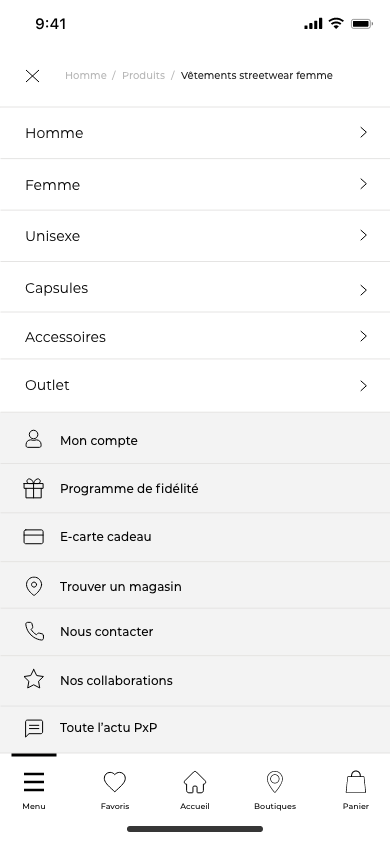 9:41
Homme / Produits / Vêtements streetwear femme
Homme
Femme
Unisexe
Capsules
Accessoires
Outlet
Mon compte
Programme de fidélité
E-carte cadeau
Trouver un magasin
Nous contacter
Nos collaborations
Toute l'actu PxP
Menu Favoris Accueil Boutiques Panier